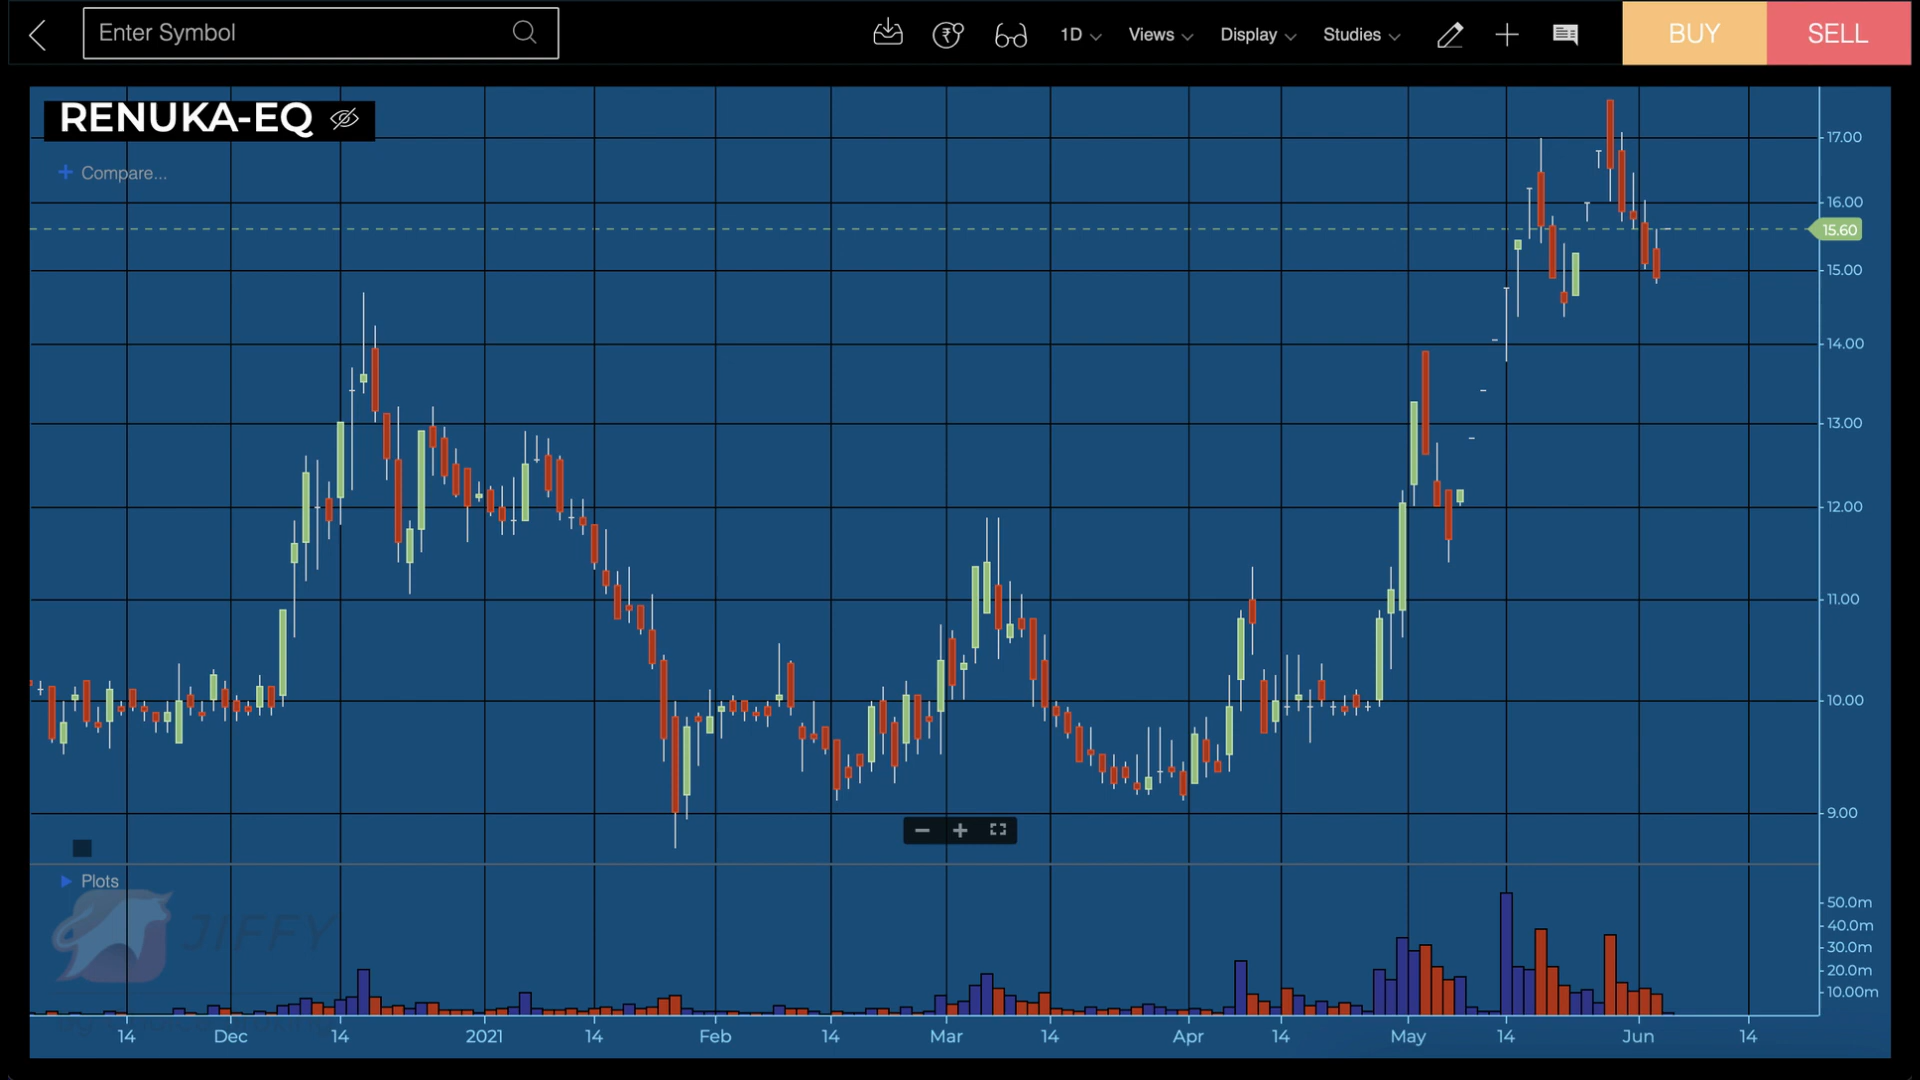 Enter Symbol
1D
Views
Display
Studies
BUY
SELL
RENUKA-EQ
Compare...
17.00
16.00
15.60
15.00
14.00
13.00
12.00
11.00
10.00
9.00
Plots
JIFFY
50.0m
40.0m
30.0m
20.0m
10.00m
14 Dec 14 2021 14 Feb 14 Mar 14 Apr 14 May 14 Jun 14